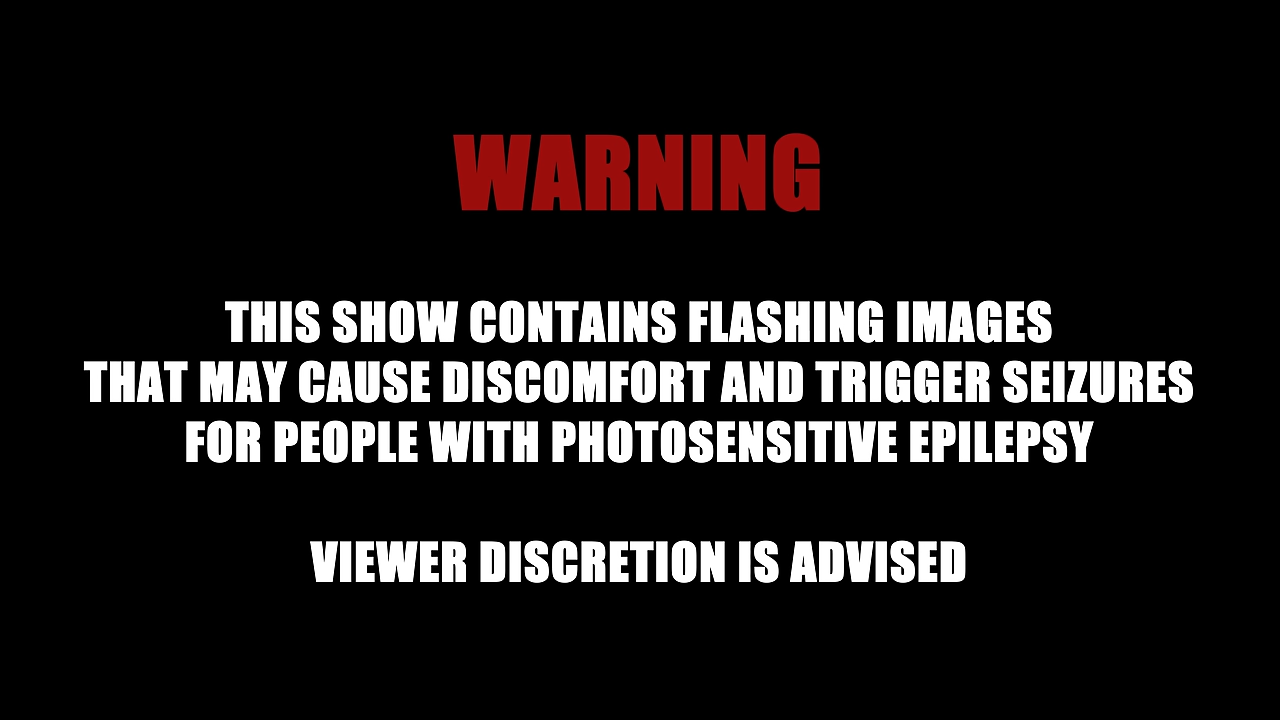 WARNING
THIS SHOW CONTAINS FLASHING IMAGES
THAT MAY CAUSE DISCOMFORT AND TRIGGER SEIZURES
FOR PEOPLE WITH PHOTOSENSITIVE EPILEPSY
VIEWER DISCRETION IS ADVISED